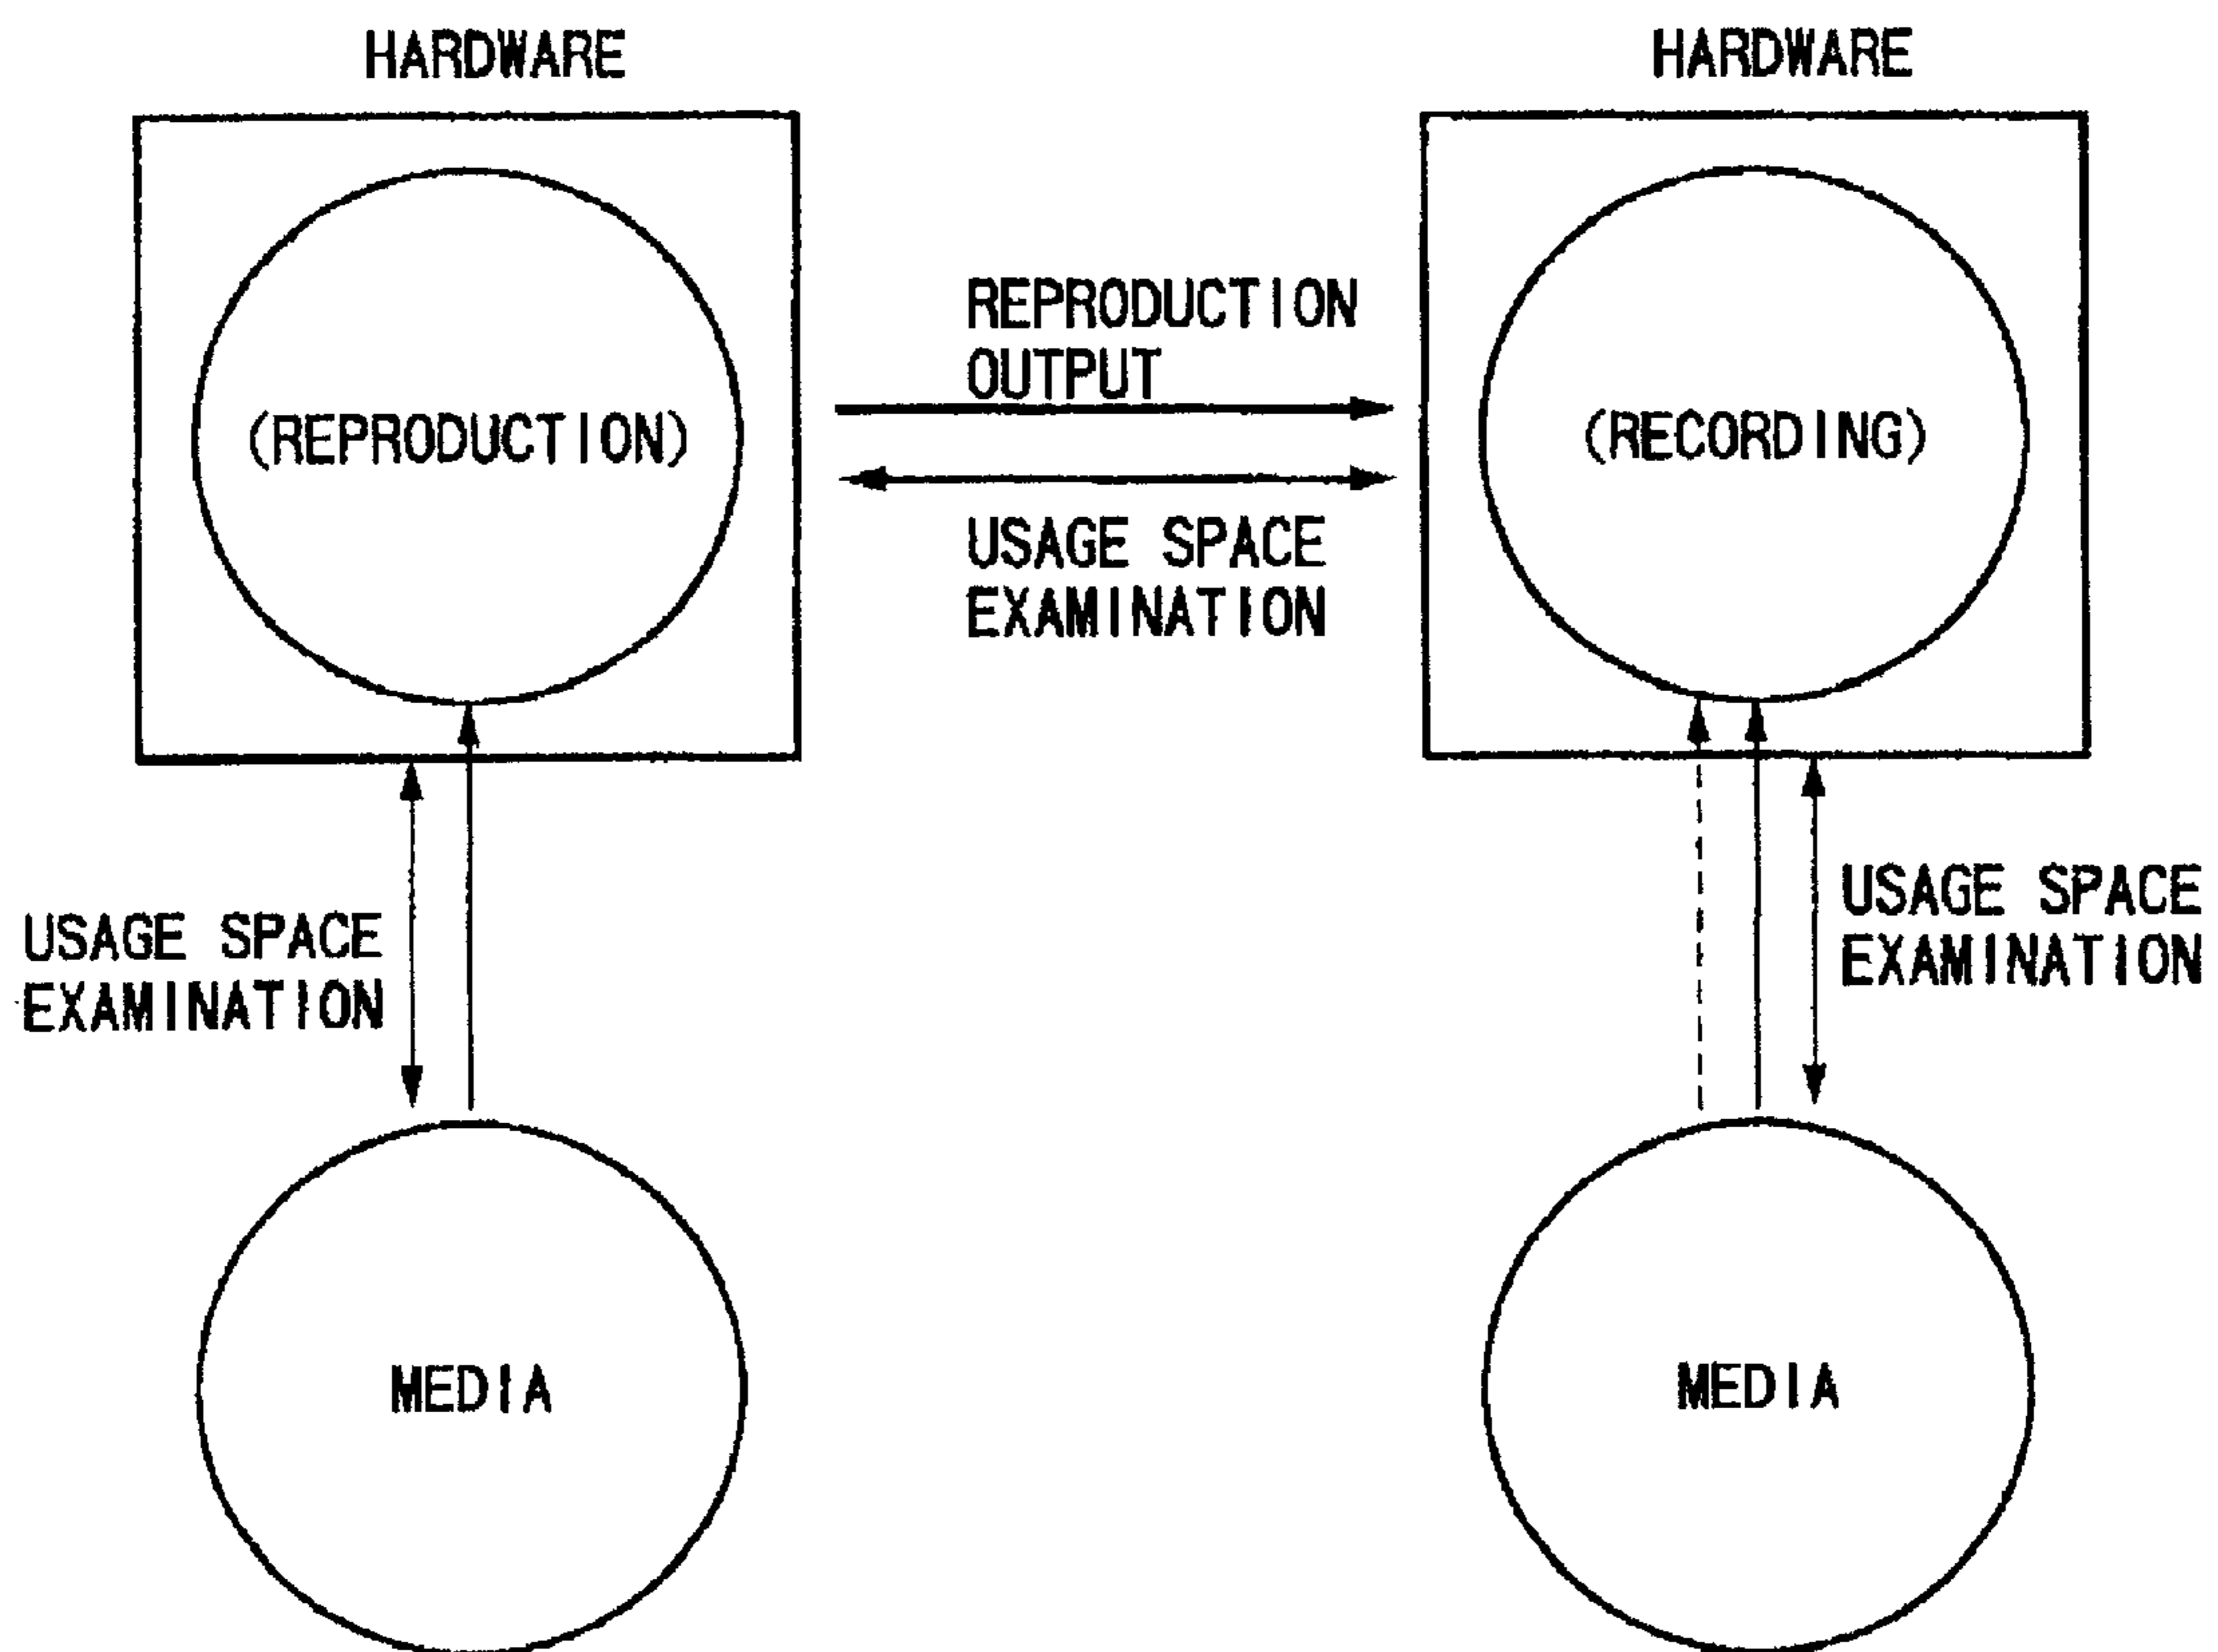 HARDWARE
HARDWARE
(REPRODUCTION)
REPRODUCTION
OUTPUT
USAGE SPACE
EXAMINATION
(RECORDING)
USAGE SPACE
EXAMINATION
USAGE SPACE
EXAMINATION
MEDIA
MEDIA